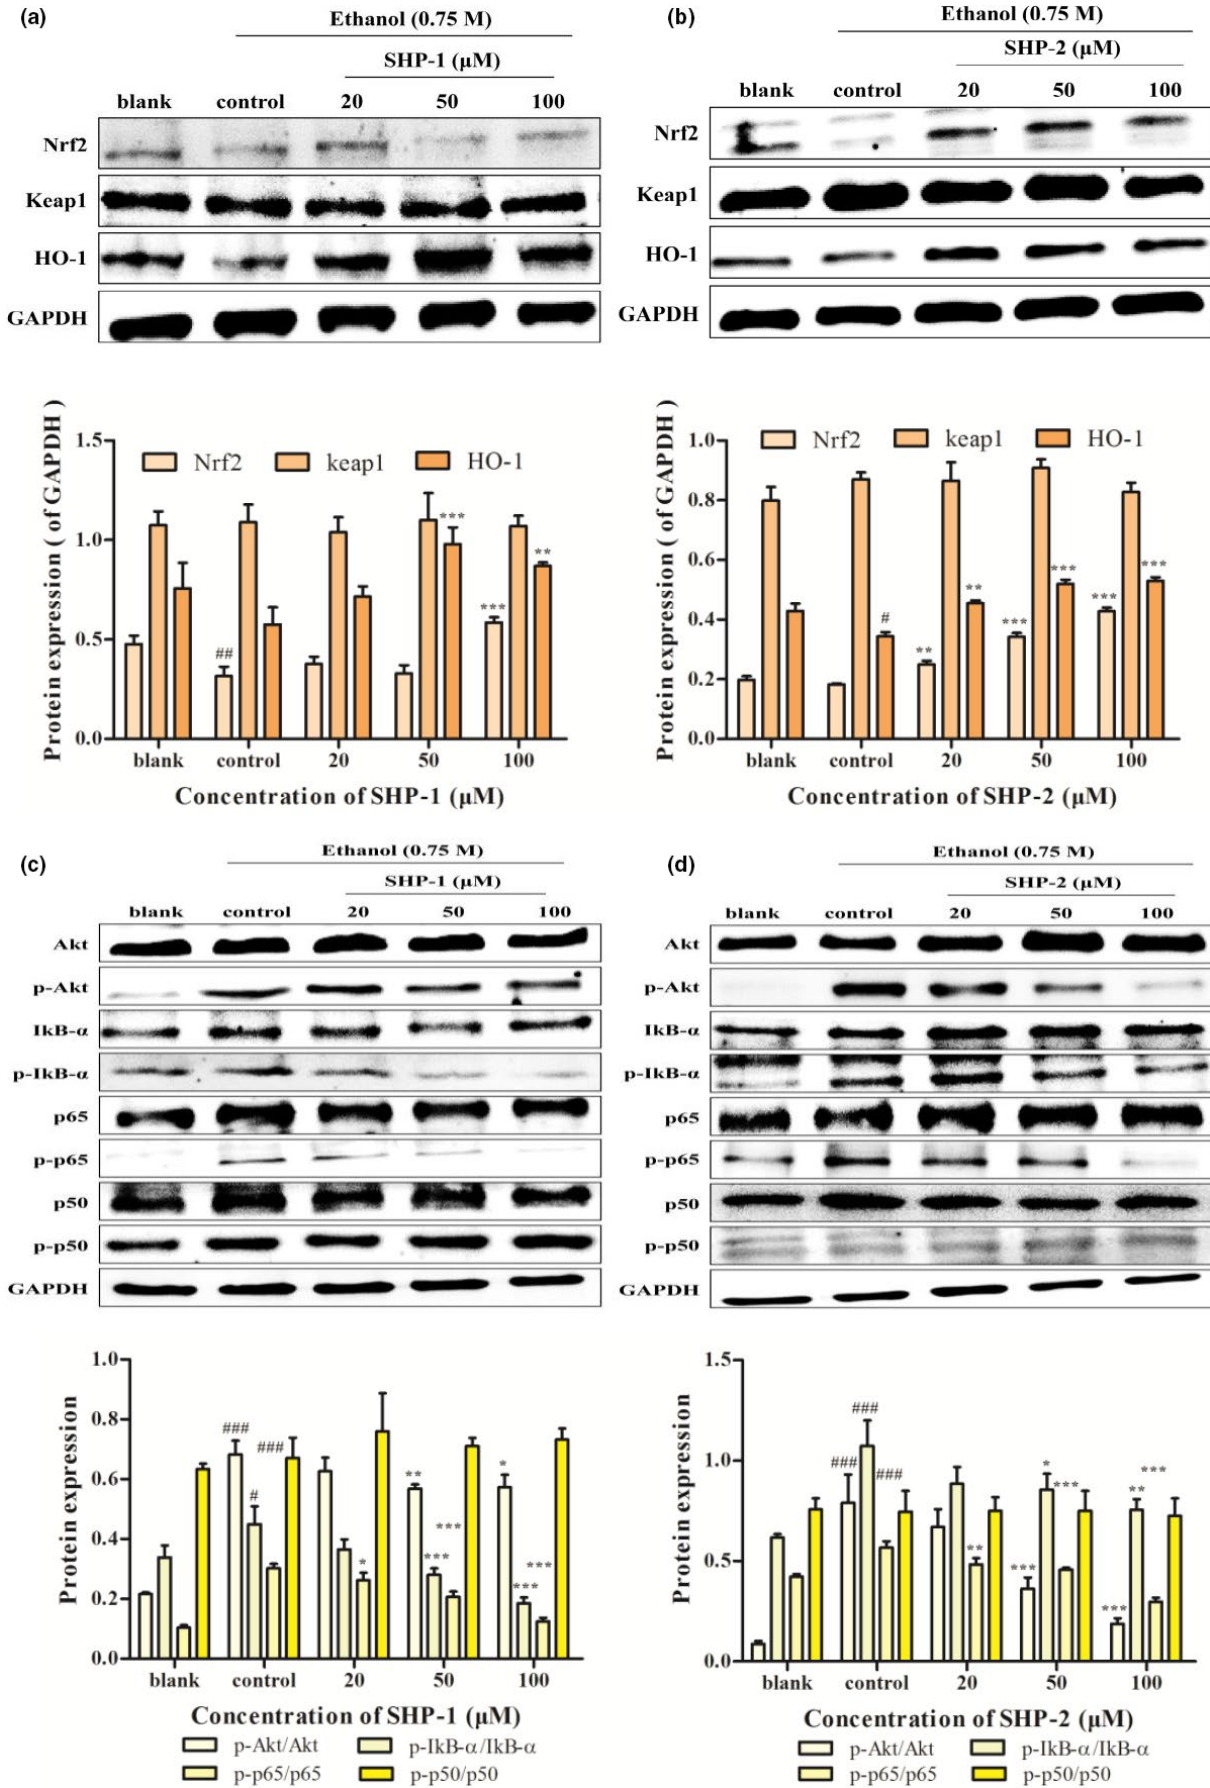 (a)
Ethanol (0.75 M)
SHP-1 (μM)
blank control 20 50 100
Nrf2
Keap1
HO-1
GAPDH
(b)
Ethanol (0.75 M)
SHP-2 (μM)
blank control 20 50 100
Nrf2
Keap1
HO-1
GAPDH
Protein expression ( of GAPDH )
1.5
1.0
0.5
0.0
Nrf2 keap1 HO-1
##
***
***
**
blank control 20 50 100
Concentration of SHP-1 (μM)
Protein expression ( of GAPDH )
1.0
0.8
0.6
0.4
0.2
0.0
Nrf2 keap1 HO-1
#
**
**
***
***
***
***
blank control 20 50 100
Concentration of SHP-2 (μM)
(c)
Ethanol (0.75 M)
SHP-1 (μM)
blank control 20 50 100
Akt
p-Akt
IkB-α
p-IkB-α
p65
p-p65
p50
p-p50
GAPDH
(d)
Ethanol (0.75 M)
SHP-2 (μM)
blank control 20 50 100
Akt
p-Akt
IkB-α
p-IkB-α
p65
p-p65
p50
p-p50
GAPDH
Protein expression
1.0
0.8
0.6
0.4
0.2
0.0
###
#
###
*
**
***
***
*
***
***
blank control 20 50 100
Concentration of SHP-1 (μM)
p-Akt/Akt p-IkB-α/IkB-α
p-p65/p65 p-p50/p50
Protein expression
1.5
1.0
0.5
0.0
###
###
###
**
***
*
***
***
**
***
blank control 20 50 100
Concentration of SHP-2 (μM)
p-Akt/Akt p-IkB-α/IkB-α
p-p65/p65 p-p50/p50